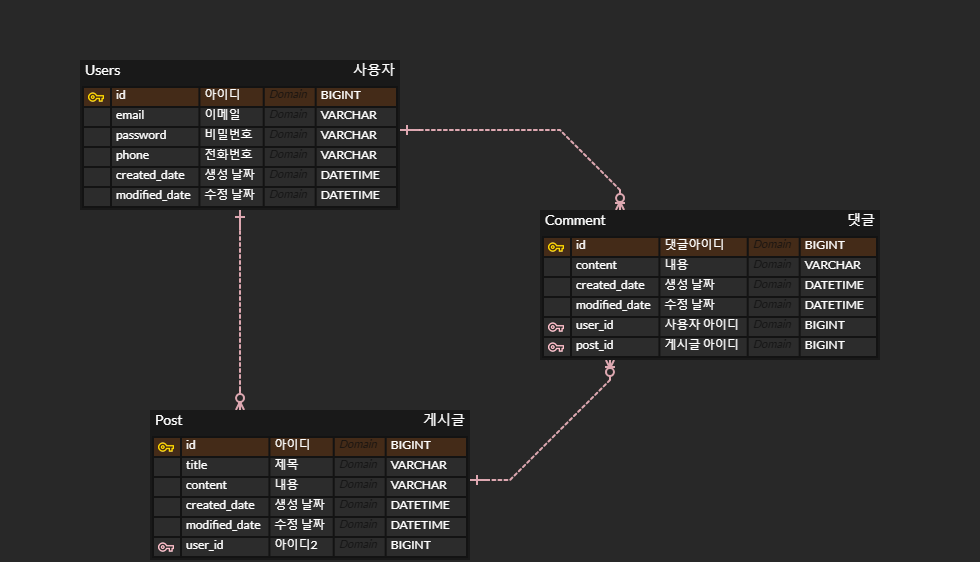 Users 사용자
id 아이디 Domain BIGINT
email 이메일 Domain VARCHAR
password 비밀번호 Domain VARCHAR
phone 전화번호 Domain VARCHAR
created_date 생성 날짜 Domain DATETIME
modified_date 수정 날짜 Domain DATETIME
Comment 댓글
id 댓글아이디 Domain BIGINT
content 내용 Domain VARCHAR
created_date 생성 날짜 Domain DATETIME
modified_date 수정 날짜 Domain DATETIME
user_id 사용자 아이디 Domain BIGINT
post_id 게시글 아이디 Domain BIGINT
Post 게시글
id 아이디 Domain BIGINT
title 제목 Domain VARCHAR
content 내용 Domain VARCHAR
created_date 생성 날짜 Domain DATETIME
modified_date 수정 날짜 Domain DATETIME
user_id 아이디2 Domain BIGINT